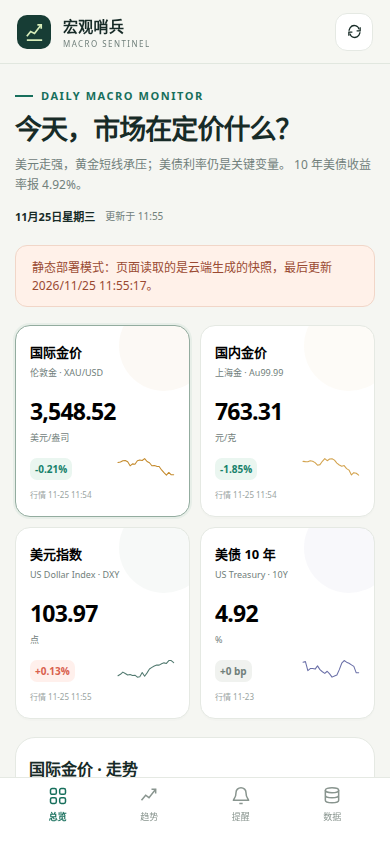 宏观哨兵
MACRO SENTINEL
DAILY MACRO MONITOR
今天，市场在定价什么？
美元走强，黄金短线承压；美债利率仍是关键变量。 10 年美债收益
率报 4.92%。
11月25日星期三 更新于 11:55
静态部署模式：页面读取的是云端生成的快照，最后更新
2026/11/25 11:55:17。
国际金价
伦敦金 · XAU/USD
3,548.52
美元/盎司
-0.21%
行情 11-25 11:54
国内金价
上海金 · Au99.99
763.31
元/克
-1.85%
行情 11-25 11:54
美元指数
US Dollar Index · DXY
103.97
点
+0.13%
行情 11-25 11:55
美债 10 年
US Treasury · 10Y
4.92
%
+0 bp
行情 11-23
国际金价 · 走势
总览
趋势
提醒
数据